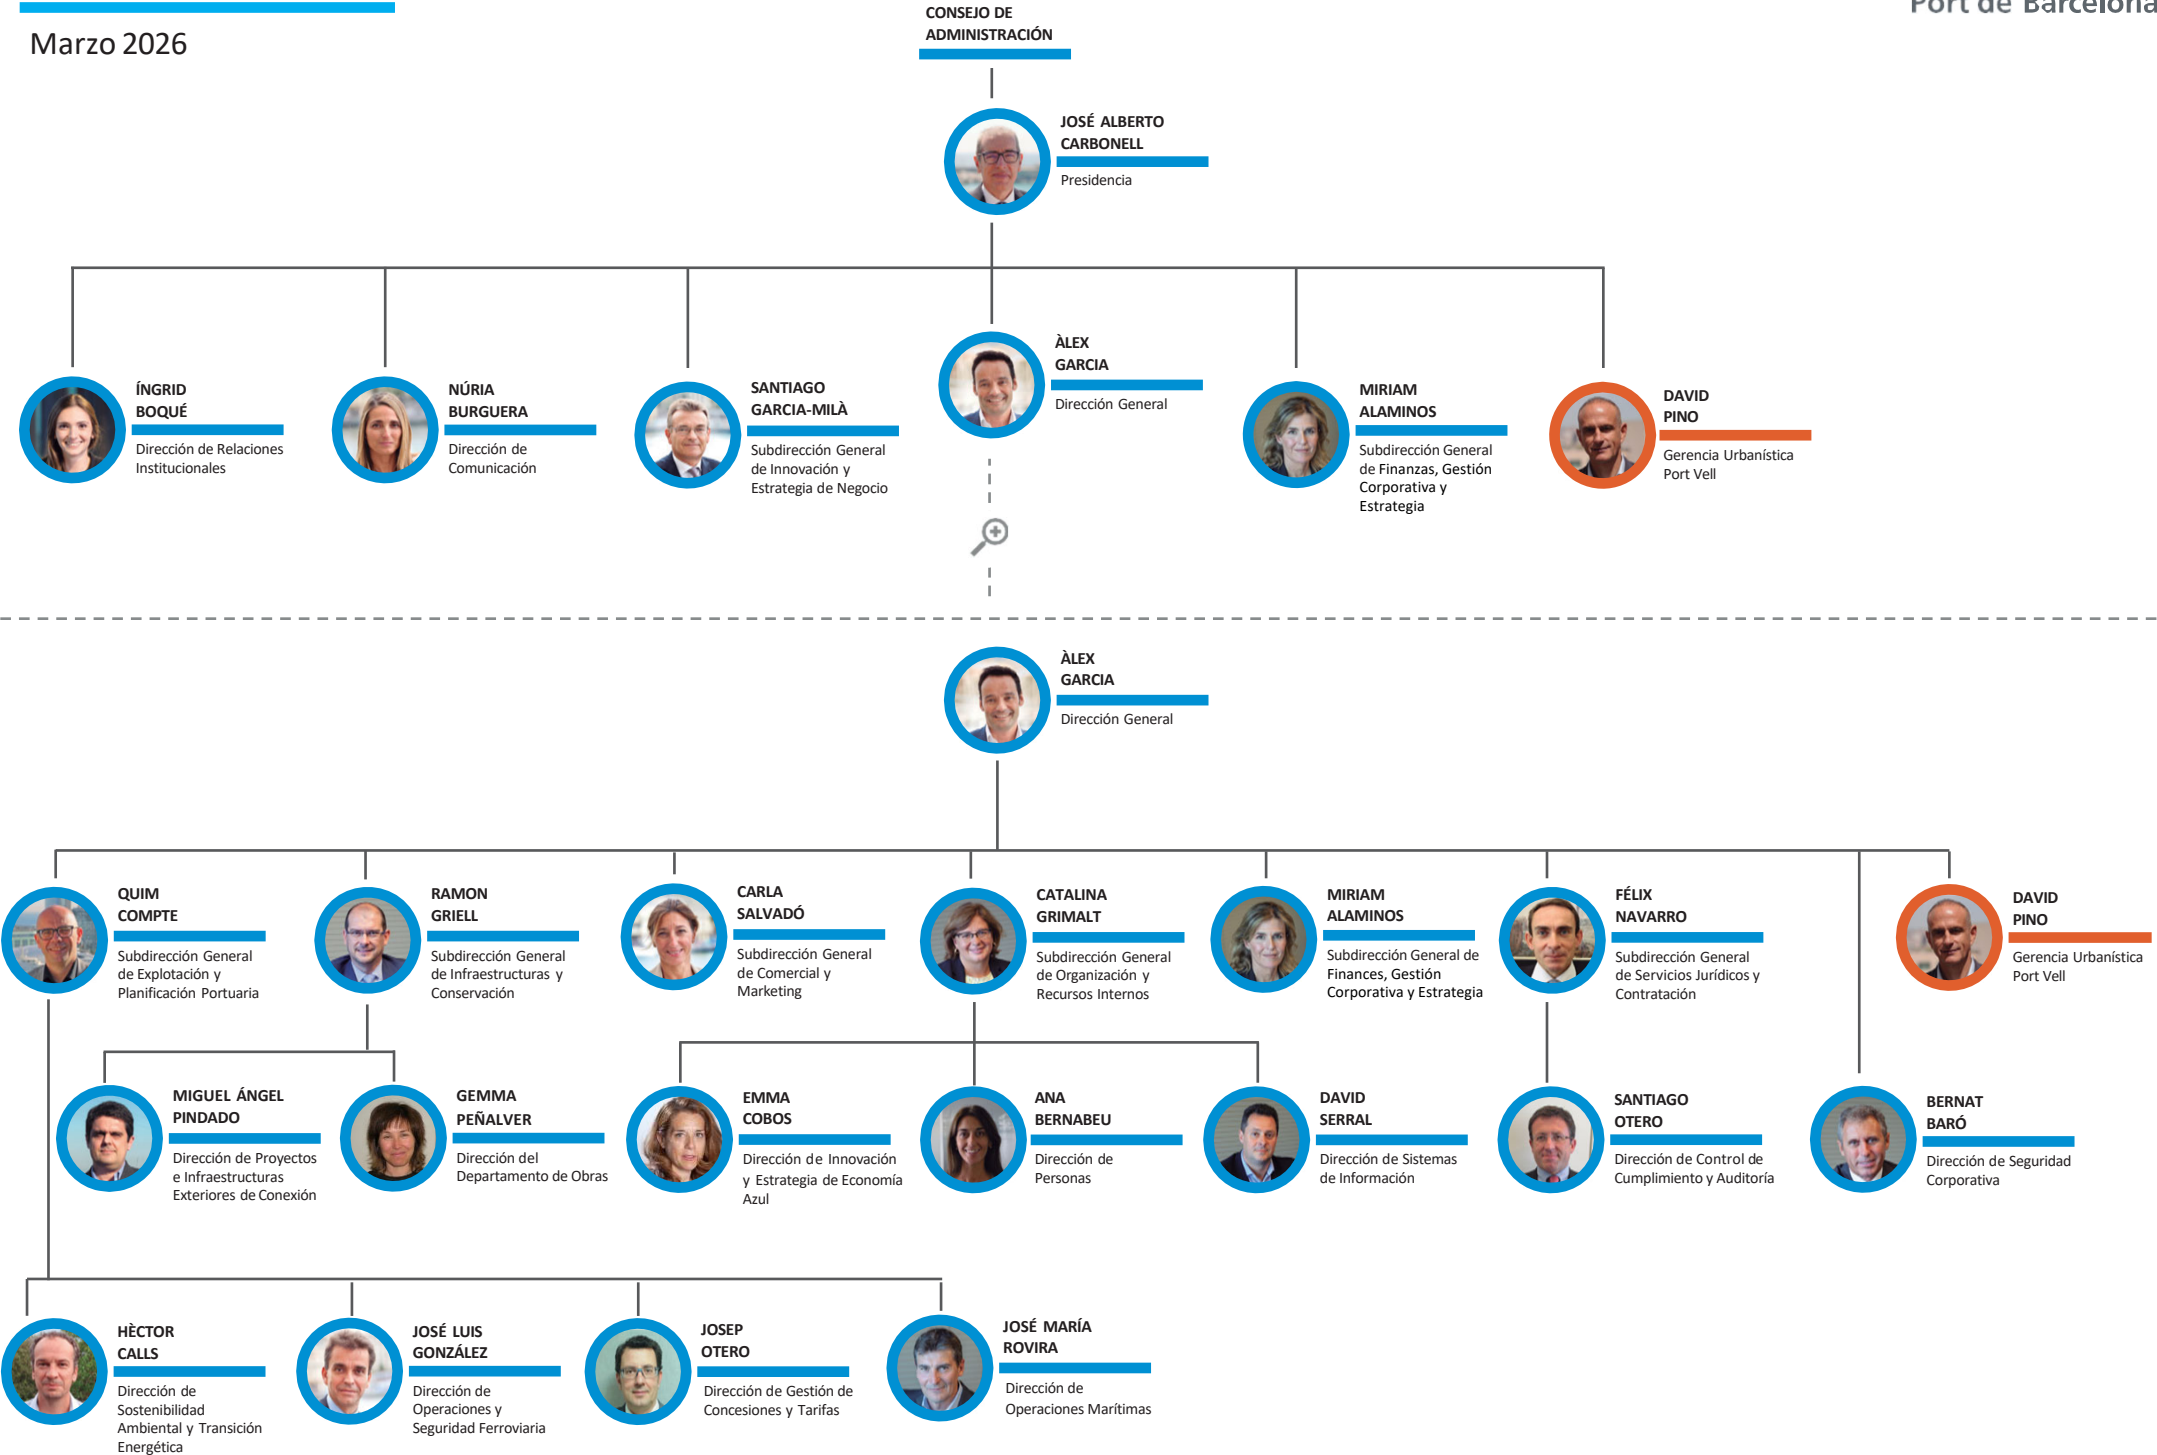 Port de Barcelona
Marzo 2026
CONSEJO DE
ADMINISTRACIÓN
JOSÉ ALBERTO
CARBONELL
Presidencia
ÍNGRID
BOQUÉ
Dirección de Relaciones
Institucionales
NÚRIA
BURGUERA
Dirección de
Comunicación
SANTIAGO
GARCIA-MILÀ
Subdirección General
de Innovación y
Estrategia de Negocio
ÀLEX
GARCIA
Dirección General
MIRIAM
ALAMINOS
Subdirección General
de Finanzas, Gestión
Corporativa y
Estrategia
DAVID
PINO
Gerencia Urbanística
Port Vell
ÀLEX
GARCIA
Dirección General
QUIM
COMPTE
Subdirección General
de Explotación y
Planificación Portuaria
RAMON
GRIELL
Subdirección General
de Infraestructuras y
Conservación
CARLA
SALVADÓ
Subdirección General
de Comercial y
Marketing
CATALINA
GRIMALT
Subdirección General
de Organización y
Recursos Internos
MIRIAM
ALAMINOS
Subdirección General de
Finances, Gestión
Corporativa y Estrategia
FÉLIX
NAVARRO
Subdirección General
de Servicios Jurídicos y
Contratación
DAVID
PINO
Gerencia Urbanística
Port Vell
MIGUEL ÁNGEL
PINDADO
Dirección de Proyectos
e Infraestructuras
Exteriores de Conexión
GEMMA
PEÑALVER
Dirección del
Departamento de Obras
EMMA
COBOS
Dirección de Innovación
y Estrategia de Economía
Azul
ANA
BERNABEU
Dirección de
Personas
DAVID
SERRAL
Dirección de Sistemas
de Información
SANTIAGO
OTERO
Dirección de Control de
Cumplimiento y Auditoría
BERNAT
BARÓ
Dirección de Seguridad
Corporativa
HÈCTOR
CALLS
Dirección de
Sostenibilidad
Ambiental y Transición
Energética
JOSÉ LUIS
GONZÁLEZ
Dirección de
Operaciones y
Seguridad Ferroviaria
JOSEP
OTERO
Dirección de Gestión de
Concesiones y Tarifas
JOSÉ MARÍA
ROVIRA
Dirección de
Operaciones Marítimas